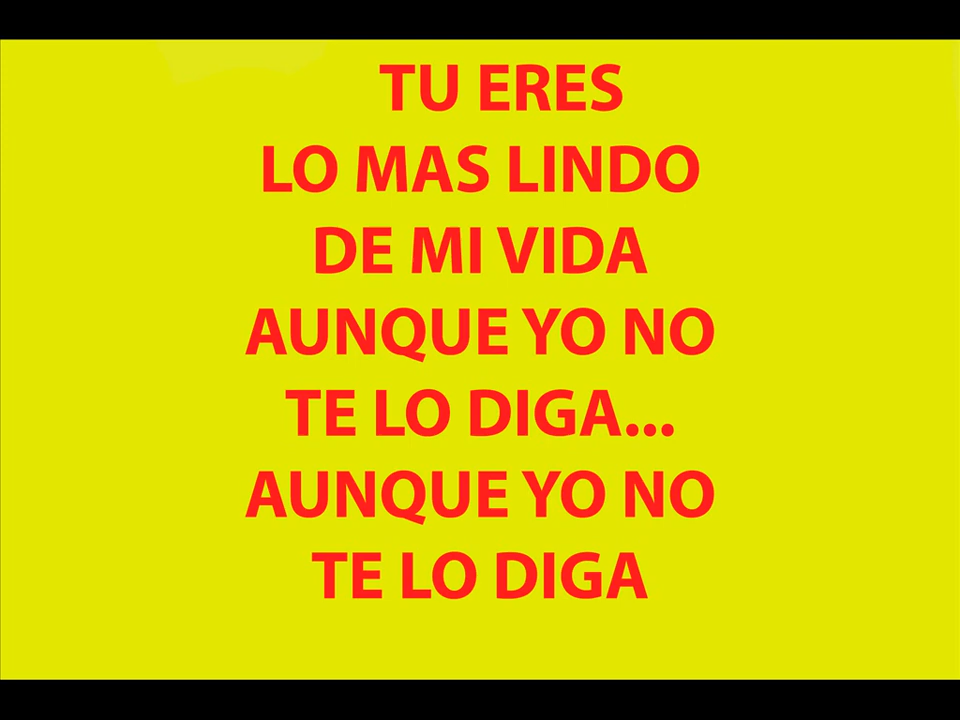 TU ERES
LO MAS LINDO
DE MI VIDA
AUNQUE YO NO
TE LO DIGA...
AUNQUE YO NO
TE LO DIGA